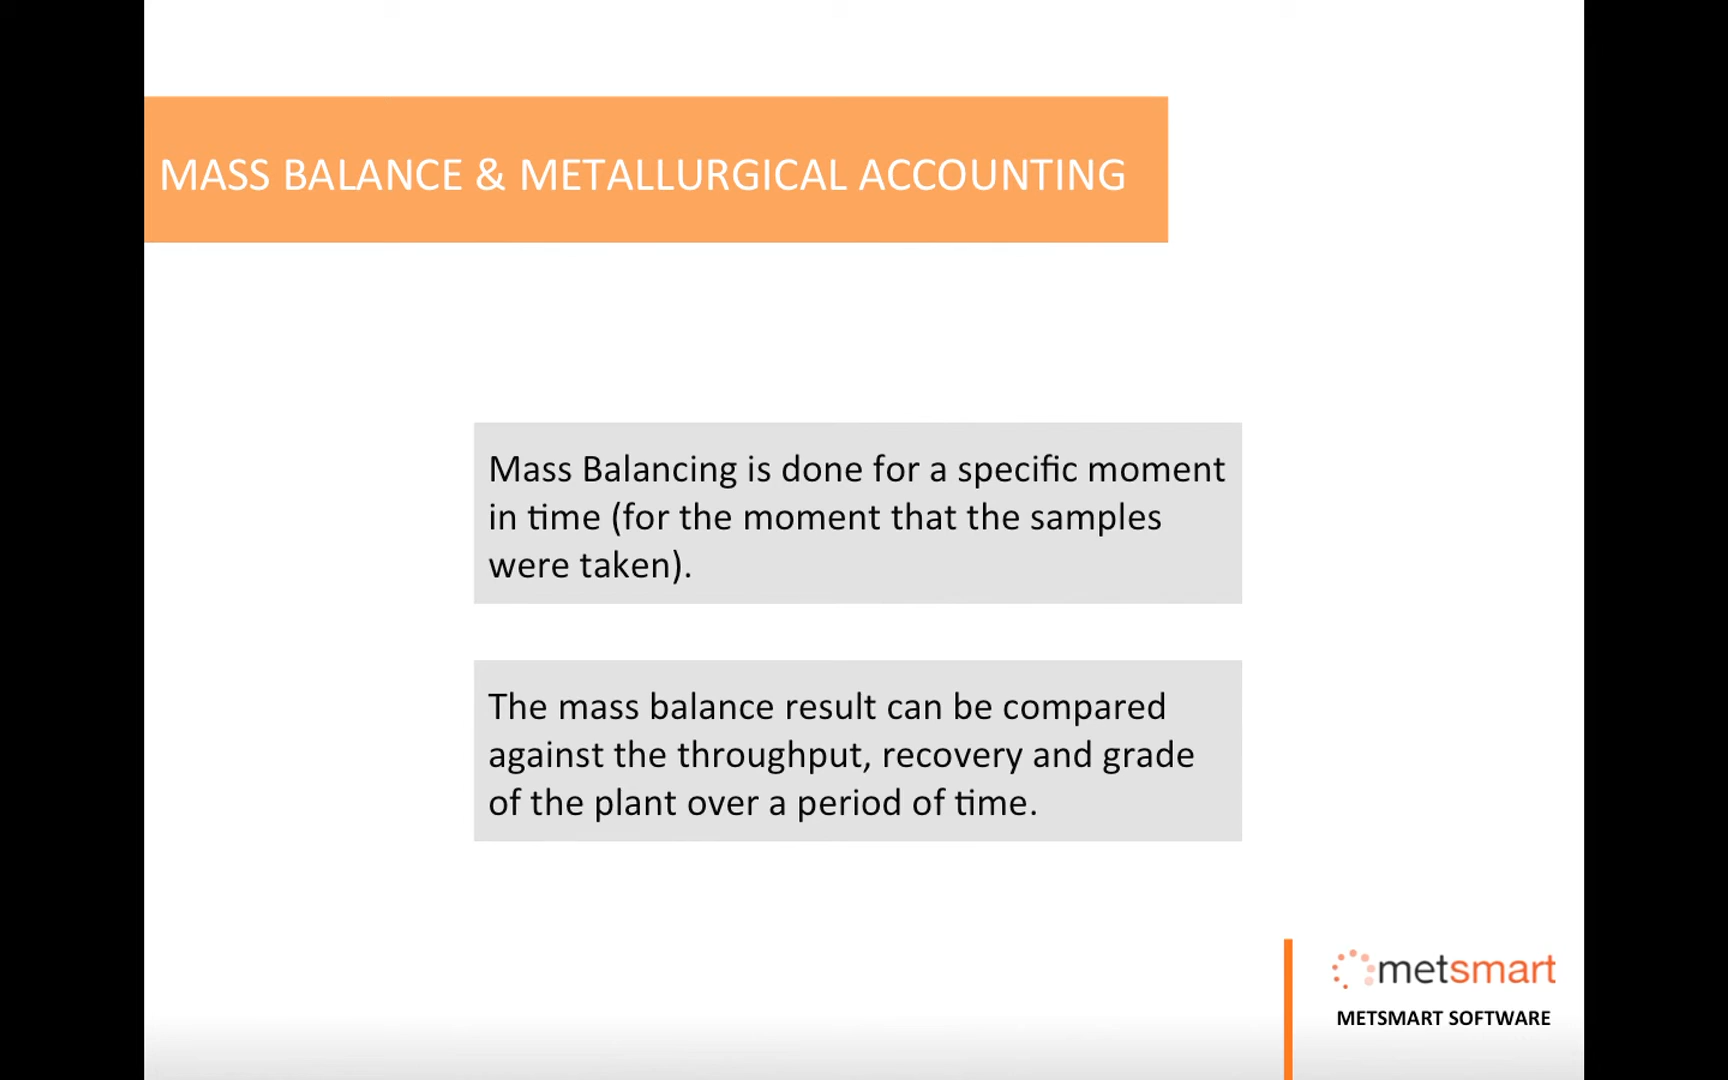 MASS BALANCE & METALLURGICAL ACCOUNTING
Mass Balancing is done for a specific moment
in time (for the moment that the samples
were taken).
The mass balance result can be compared
against the throughput, recovery and grade
of the plant over a period of time.
metsmart
METSMART SOFTWARE